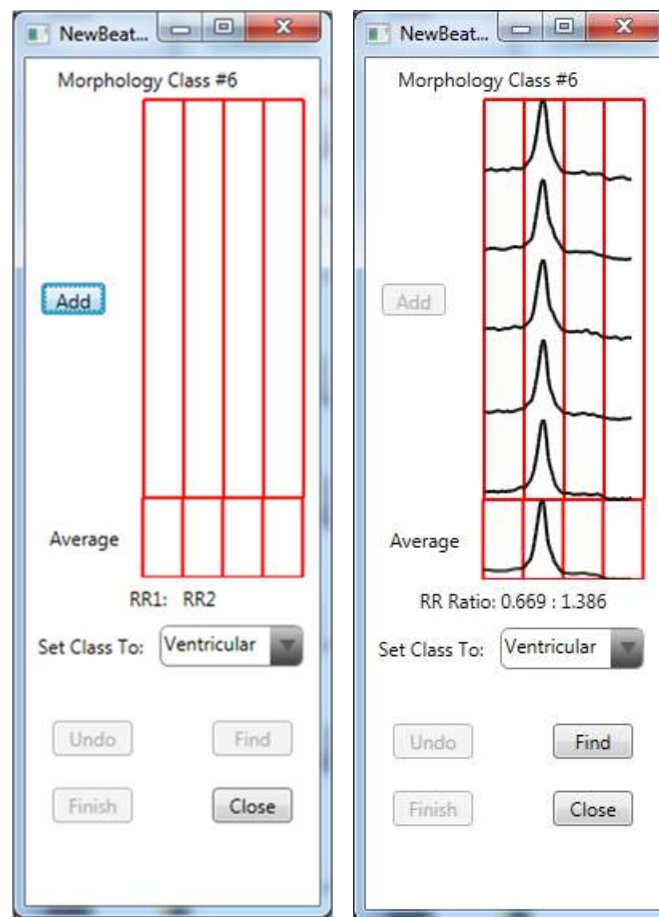 NewBeat...
Morphology Class #6
Add
Average
RR1: RR2
Set Class To: Ventricular
Undo Find
Finish Close
NewBeat...
Morphology Class #6
Add
Average
RR Ratio: 0.669 : 1.386
Set Class To: Ventricular
Undo Find
Finish Close